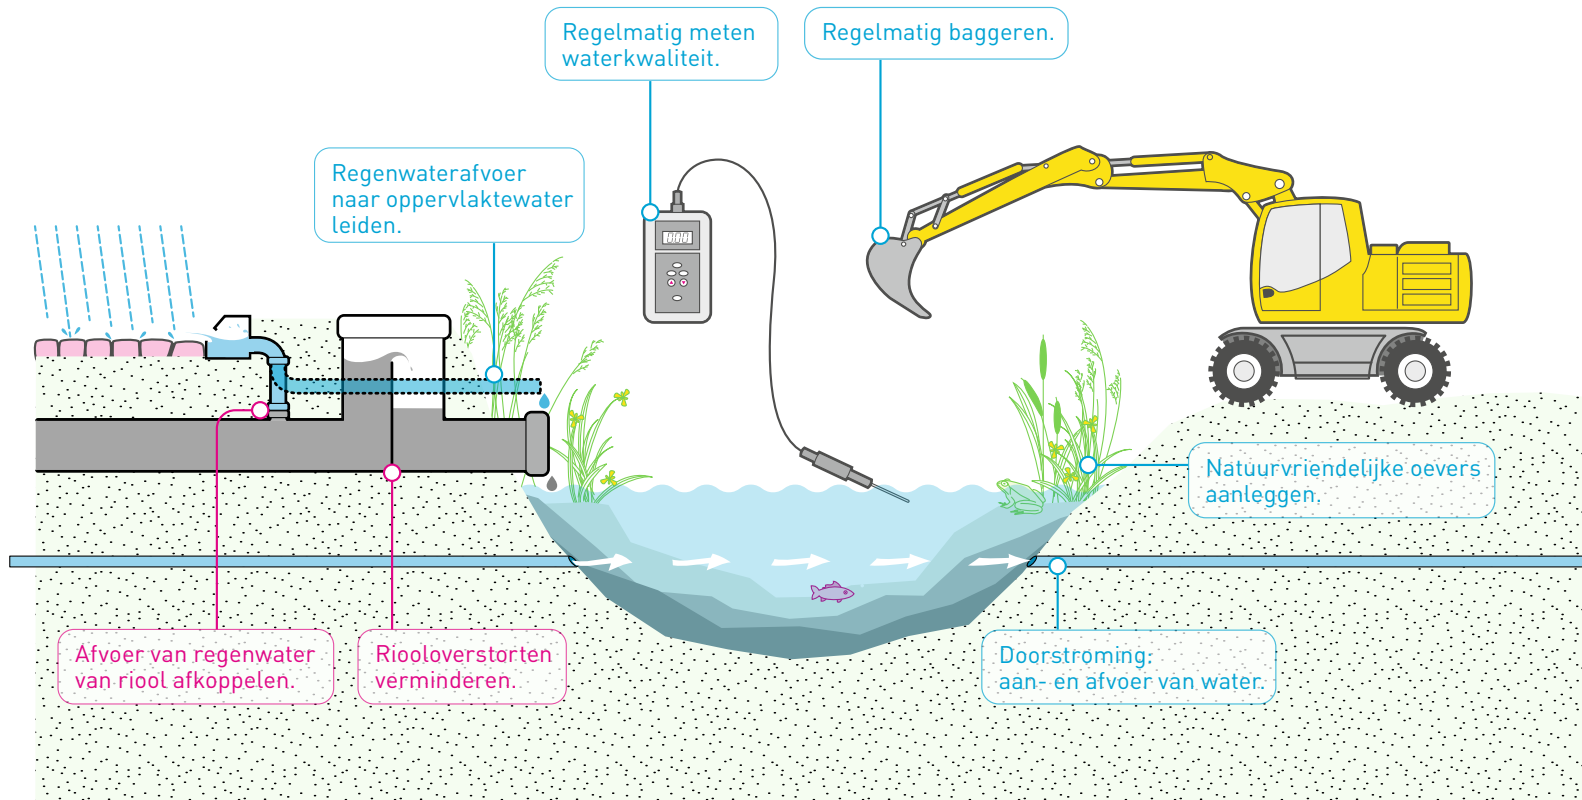 Regelmatig meten
waterkwaliteit.
Regelmatig baggeren.
Regenwaterafvoer
naar oppervlaktewater
leiden.
000
Natuurvriendelijke oevers
aanleggen.
Afvoer van regenwater
van riool afkoppelen.
Riooloverstorten
verminderen.
Doorstroming:
aan- en afvoer van water